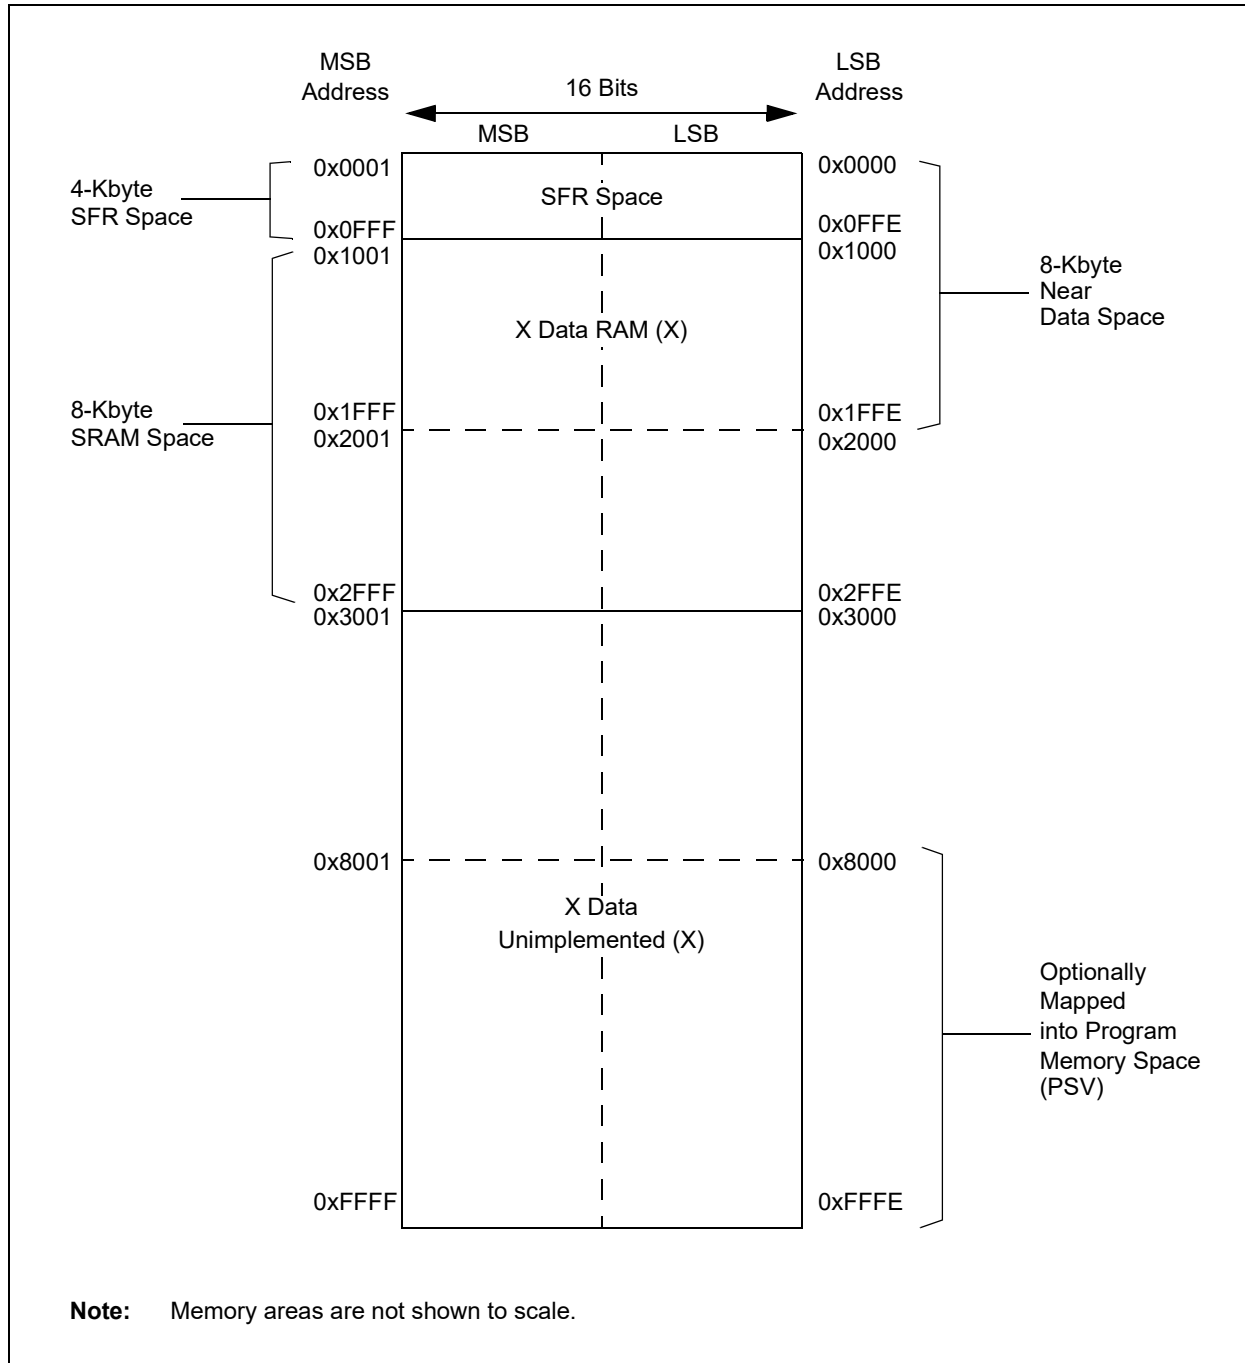 MSB
Address
LSB
Address
16 Bits
MSB
LSB
0x0001
0x0000
4-Kbyte
SFR Space
SFR Space
0x0FFF
0x0FFE
0x1001
0x1000
8-Kbyte
Near
Data Space
X Data RAM (X)
8-Kbyte
SRAM Space
0x1FFF
0x1FFE
0x2001
0x2000
0x2FFF
0x2FFE
0x3001
0x3000
0x8001
0x8000
X Data
Unimplemented (X)
Optionally
Mapped
into Program
Memory Space
(PSV)
0xFFFF
0xFFFE
Note: Memory areas are not shown to scale.